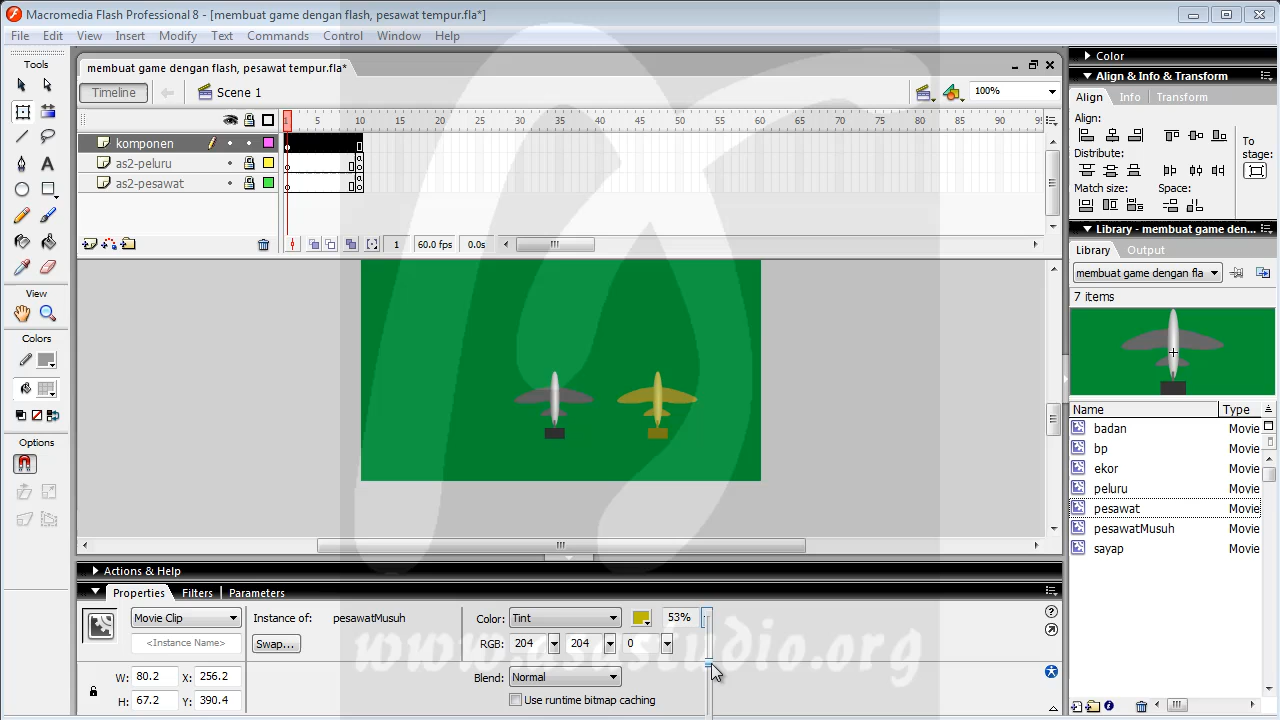 Macromedia Flash Professional 8 - [membuat game dengan flash, pesawat tempur.fla*]
File Edit View Insert Modify Text Commands Control Window Help
Tools
View
Colors
Options
membuat game dengan flash, pesawat tempur.fla*
Timeline
Scene 1
100%
1 5 10 15 20 25 30 35 40 45 50 55 60 65 70 75 80 85 90 95
komponen
as2-peluru
as2-pesawat
1 60.0 fps 0.0s
Color
Align & Info & Transform
Align Info Transform
Align:
Distribute:
Match size: Space:
To stage:
Library - membuat game den...
Library Output
membuat game dengan fla
7 items
Name Type
badan Movie
bp Movie
ekor Movie
peluru Movie
pesawat Movie
pesawatMusuh Movie
sayap Movie
Actions & Help
Properties Filters Parameters
Movie Clip
Instance of: pesawatMusuh
<Instance Name>
Swap...
Color: Tint 53%
RGB: 204 204 0
W: 80.2 X: 256.2
H: 67.2 Y: 390.4
Blend: Normal
Use runtime bitmap caching
www.asastudio.org